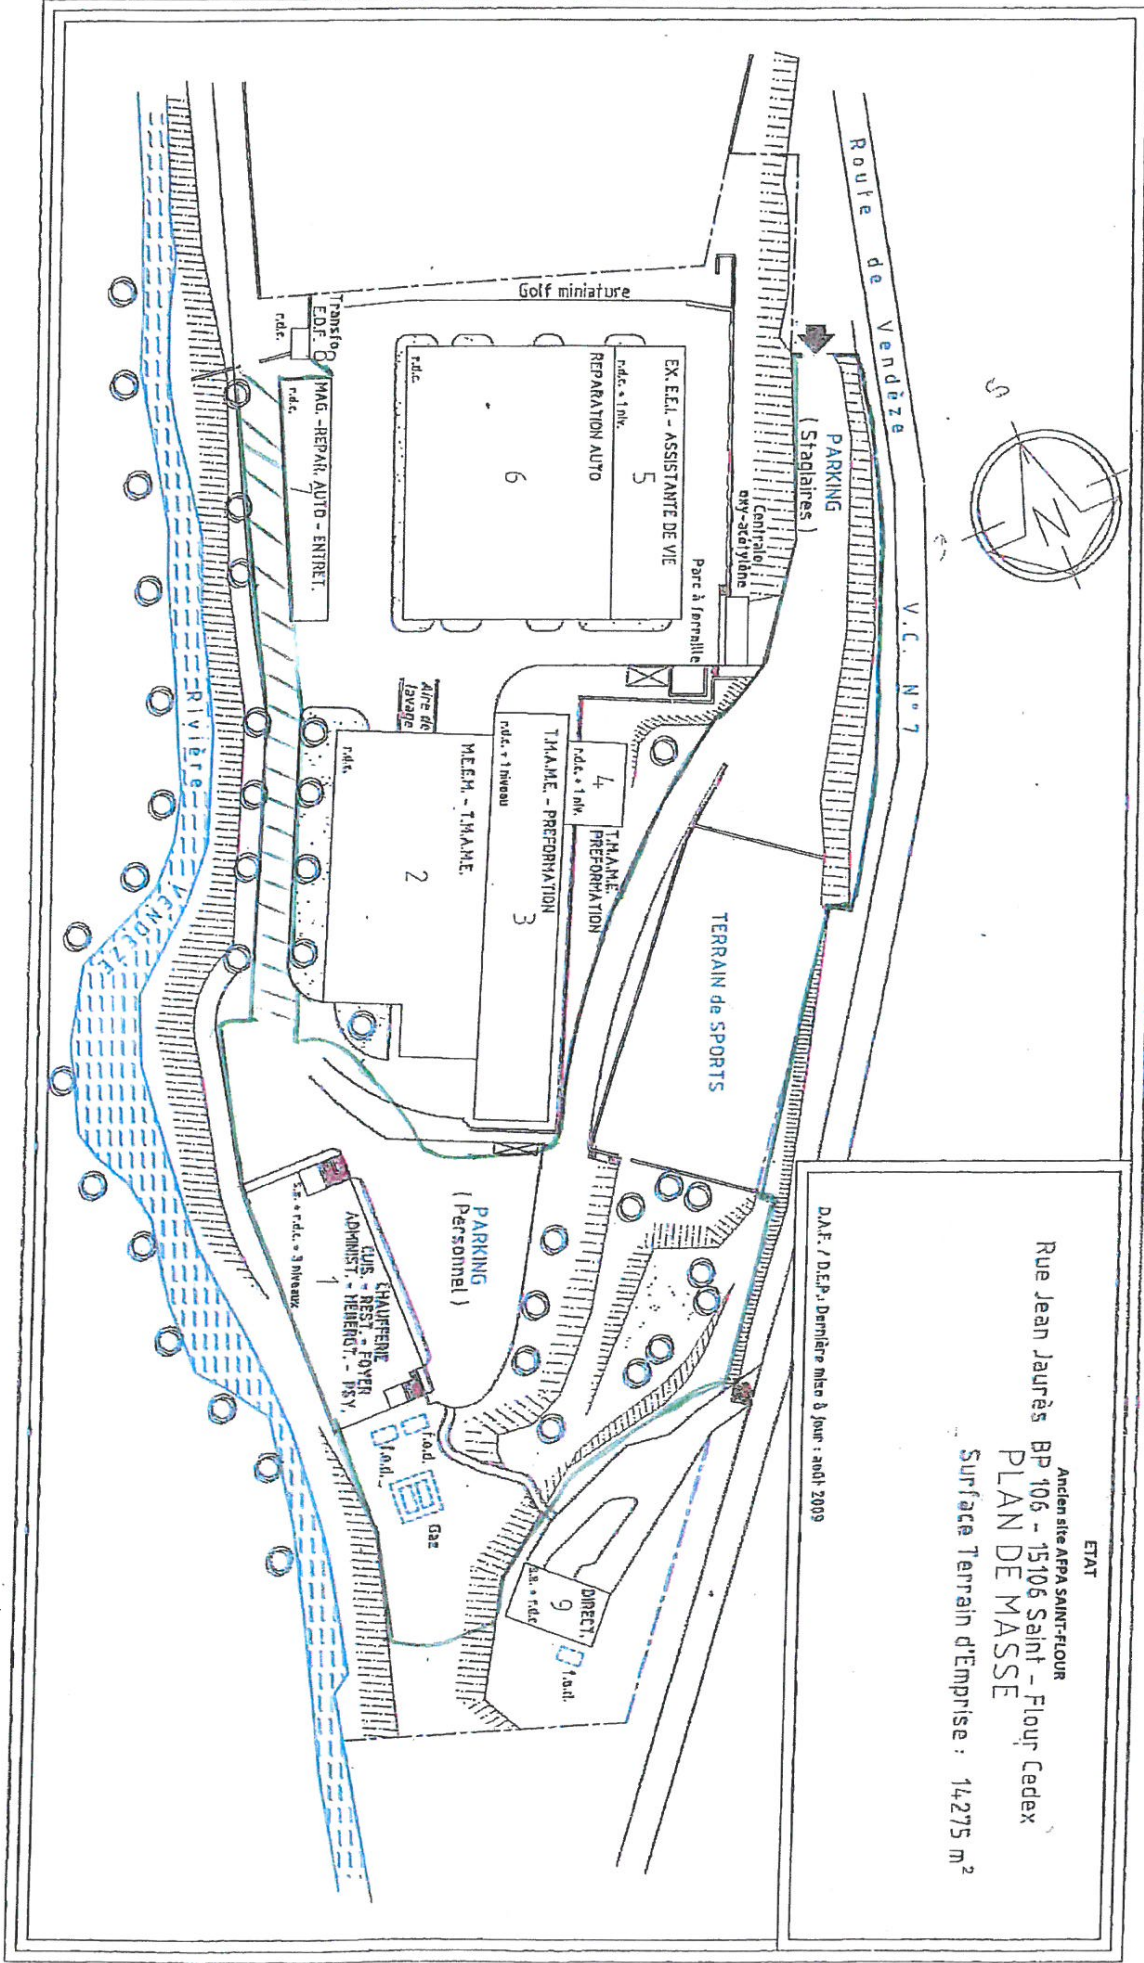 ETAT
Ancien site AFPA SAINT-FLOUR
Rue Jean Jaurès BP 106 - 15106 Saint - Flour Cedex
PLAN DE MASSE
Surface Terrain d'Emprise : 14275 m²
D.A.F. / D.E.P.: Dernière mise à jour : août 2009
Route de Vendèze V.C. N° 7
S
N
PARKING
(Stagiaires)
Centrale
oxy-acétylène
Parc à ferraille
Golf miniature
EX. E.E.I. - ASSISTANTE DE VIE
5
r.d.c. + 1 niv.
REPARATION AUTO
6
r.d.c.
Transfo
E.D.F. 8
r.d.c.
MAG. - REPAR. AUTO - ENTRET.
7
r.d.c.
Aire de
lavage
4
r.d.c. + 1 niv.
T.M.A.M.E.
PREFORMATION
T.M.A.M.E. - PREFORMATION
3
r.d.c. + 1 niveau
M.E.E.M. - T.M.A.M.E.
2
r.d.c.
TERRAIN de SPORTS
PARKING
(Personnel)
CHAUFFERIE
CUIS. - REST. - FOYER
ADMINIST. - HEBERGT. - PSY.
1
s.s. + r.d.c. + 3 niveaux
f.o.d.
f.o.d.
Gaz
DIRECT.
9
s.s. + r.d.c.
f.o.d.
Rivière VENDEZE